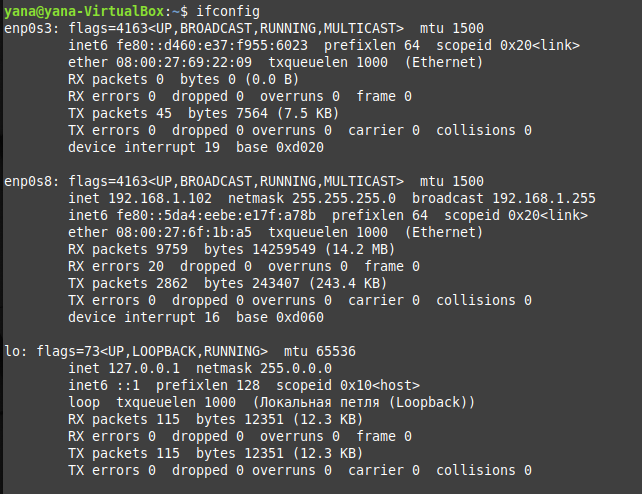 yana@yana-VirtualBox:~$ ifconfig
enp0s3: flags=4163<UP,BROADCAST,RUNNING,MULTICAST>  mtu 1500
        inet6 fe80::d460:e37:f955:6023  prefixlen 64  scopeid 0x20<link>
        ether 08:00:27:69:22:09  txqueuelen 1000  (Ethernet)
        RX packets 0  bytes 0 (0.0 B)
        RX errors 0  dropped 0  overruns 0  frame 0
        TX packets 45  bytes 7564 (7.5 KB)
        TX errors 0  dropped 0 overruns 0  carrier 0  collisions 0
        device interrupt 19  base 0xd020

enp0s8: flags=4163<UP,BROADCAST,RUNNING,MULTICAST>  mtu 1500
        inet 192.168.1.102  netmask 255.255.255.0  broadcast 192.168.1.255
        inet6 fe80::5da4:eebe:e17f:a78b  prefixlen 64  scopeid 0x20<link>
        ether 08:00:27:6f:1b:a5  txqueuelen 1000  (Ethernet)
        RX packets 9759  bytes 14259549 (14.2 MB)
        RX errors 20  dropped 0  overruns 0  frame 0
        TX packets 2862  bytes 243407 (243.4 KB)
        TX errors 0  dropped 0 overruns 0  carrier 0  collisions 0
        device interrupt 16  base 0xd060

lo: flags=73<UP,LOOPBACK,RUNNING>  mtu 65536
        inet 127.0.0.1  netmask 255.0.0.0
        inet6 ::1  prefixlen 128  scopeid 0x10<host>
        loop  txqueuelen 1000  (Локальная петля (Loopback))
        RX packets 115  bytes 12351 (12.3 KB)
        RX errors 0  dropped 0  overruns 0  frame 0
        TX packets 115  bytes 12351 (12.3 KB)
        TX errors 0  dropped 0 overruns 0  carrier 0  collisions 0